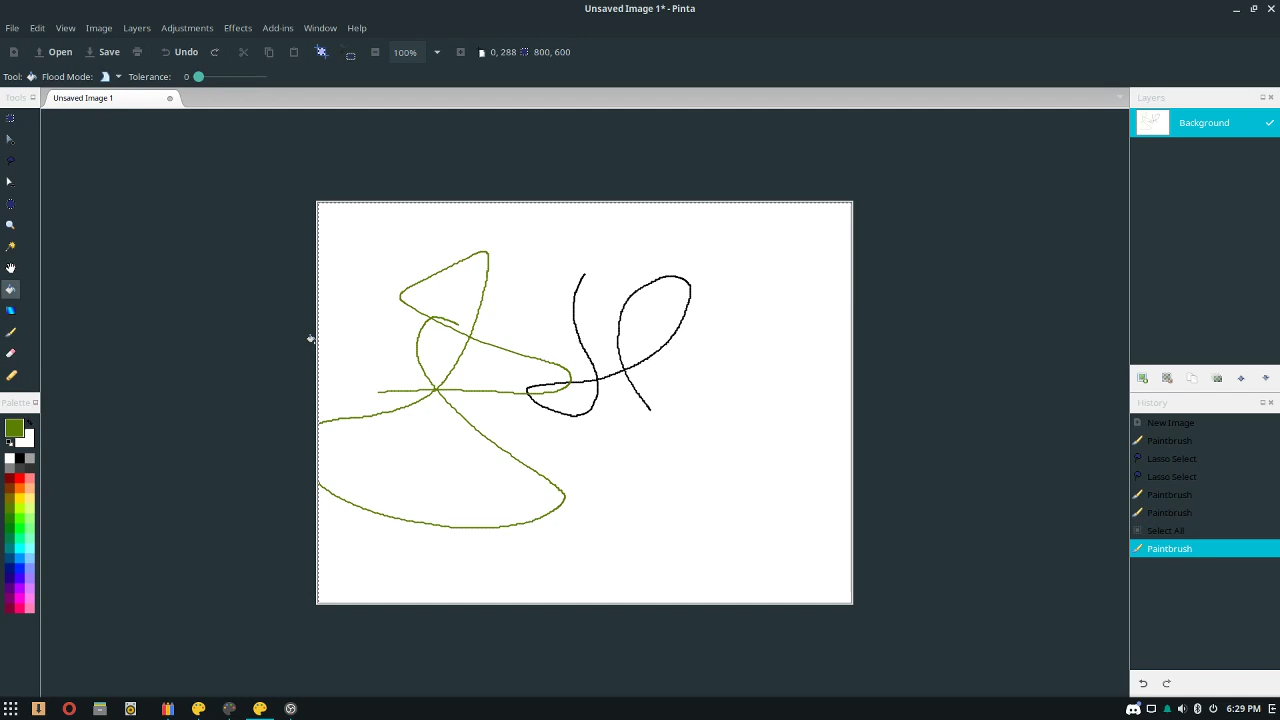 Unsaved Image 1* - Pinta
File Edit View Image Layers Adjustments Effects Add-ins Window Help
Open Save Undo 100% 0, 288 800, 600
Tool: Flood Mode: Tolerance: 0
Tools Unsaved Image 1 Layers
Background
Palette History
New Image
Paintbrush
Lasso Select
Lasso Select
Paintbrush
Paintbrush
Select All
Paintbrush
6:29 PM